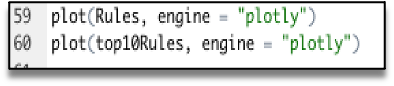 59 plot(Rules, engine = "plotly")
60 plot(top10Rules, engine = "plotly")